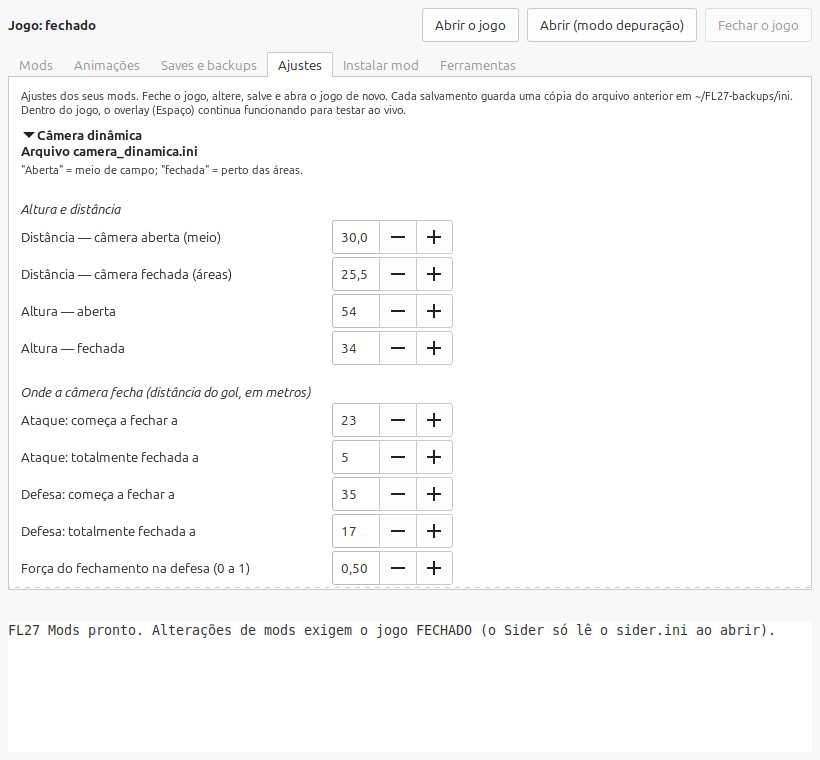 Jogo: fechado
Abrir o jogo
Abrir (modo depuração)
Fechar o jogo
Mods
Animações
Saves e backups
Ajustes
Instalar mod
Ferramentas
Ajustes dos seus mods. Feche o jogo, altere, salve e abra o jogo de novo. Cada salvamento guarda uma cópia do arquivo anterior em ~/FL27-backups/ini.
Dentro do jogo, o overlay (Espaço) continua funcionando para testar ao vivo.
Câmera dinâmica
Arquivo camera_dinamica.ini
"Aberta" = meio de campo; "fechada" = perto das áreas.
Altura e distância
Distância — câmera aberta (meio) 30,0
Distância — câmera fechada (áreas) 25,5
Altura — aberta 54
Altura — fechada 34
Onde a câmera fecha (distância do gol, em metros)
Ataque: começa a fechar a 23
Ataque: totalmente fechada a 5
Defesa: começa a fechar a 35
Defesa: totalmente fechada a 17
Força do fechamento na defesa (0 a 1) 0,50
FL27 Mods pronto. Alterações de mods exigem o jogo FECHADO (o Sider só lê o sider.ini ao abrir).